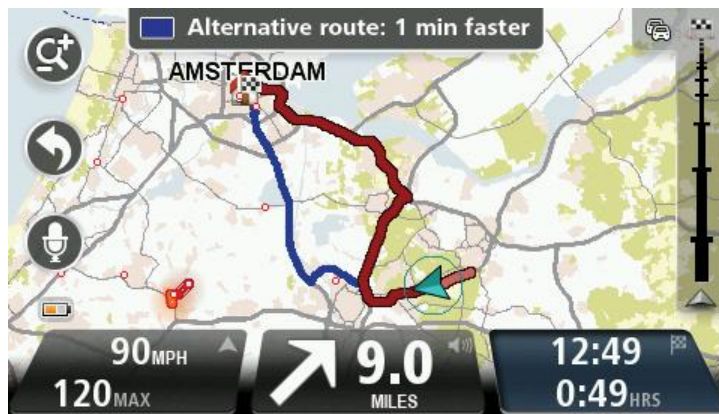 Alternative route: 1 min faster
AMSTERDAM
90MPH
120MAX
9.0
MILES
12:49
0:49HRS